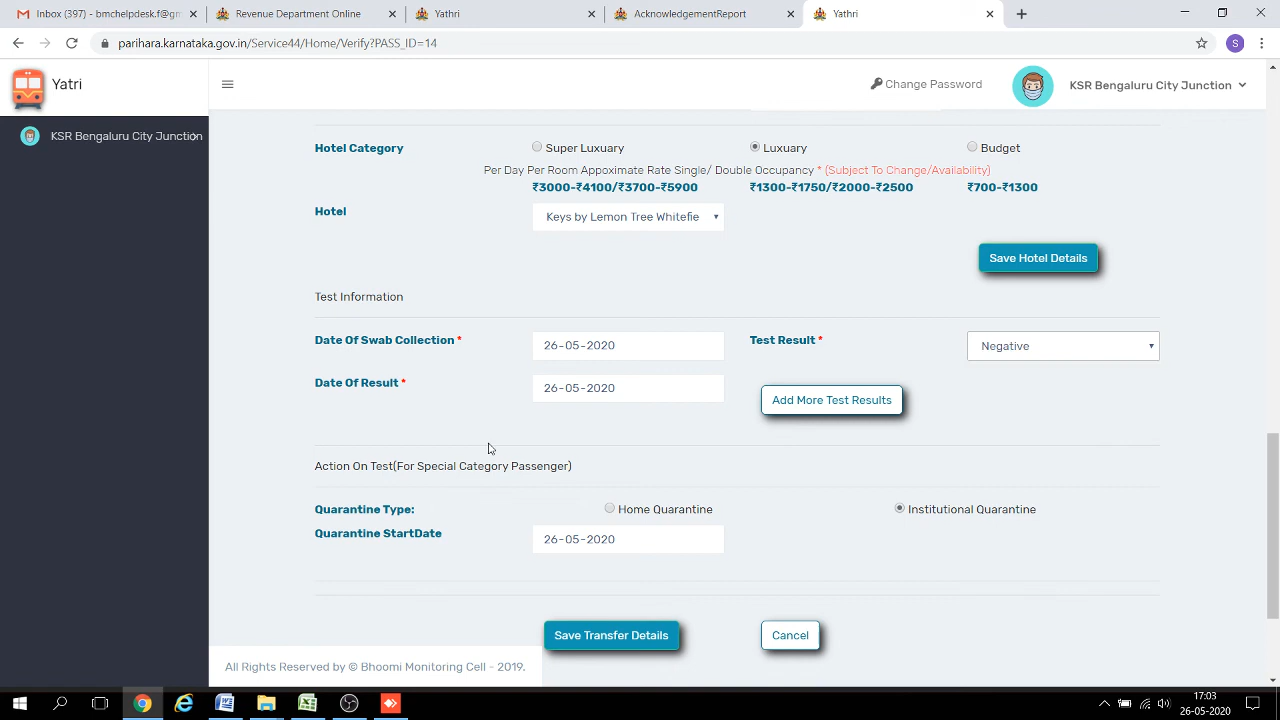 Inbox (397) - bmchelpdesk.f@gm
Revenue Department Online
Yathri
AcknowledgementReport
Yathri
parihara.karnataka.gov.in/Service44/Home/Verify?PASS_ID=14
S
Yatri
Change Password
KSR Bengaluru City Junction
KSR Bengaluru City Junction
Hotel Category
Super Luxuary
Luxuary
Budget
Per Day Per Room Appoximate Rate Single/ Double Occupancy * (Subject To Change/Availability)
₹3000-₹4100/₹3700-₹5900
₹1300-₹1750/₹2000-₹2500
₹700-₹1300
Hotel
Keys by Lemon Tree Whitefie
Save Hotel Details
Test Information
Date Of Swab Collection *
26-05-2020
Test Result *
Negative
Date Of Result *
26-05-2020
Add More Test Results
Action On Test(For Special Category Passenger)
Quarantine Type:
Home Quarantine
Institutional Quarantine
Quarantine StartDate
26-05-2020
Save Transfer Details
Cancel
All Rights Reserved by © Bhoomi Monitoring Cell - 2019.
17.03
26-05-2020